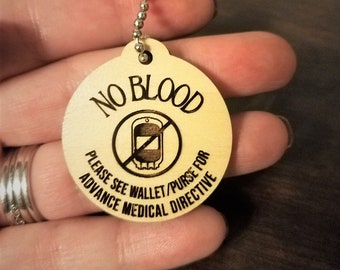 NO BLOOD
PLEASE SEE WALLET/PURSE FOR
ADVANCE MEDICAL DIRECTIVE